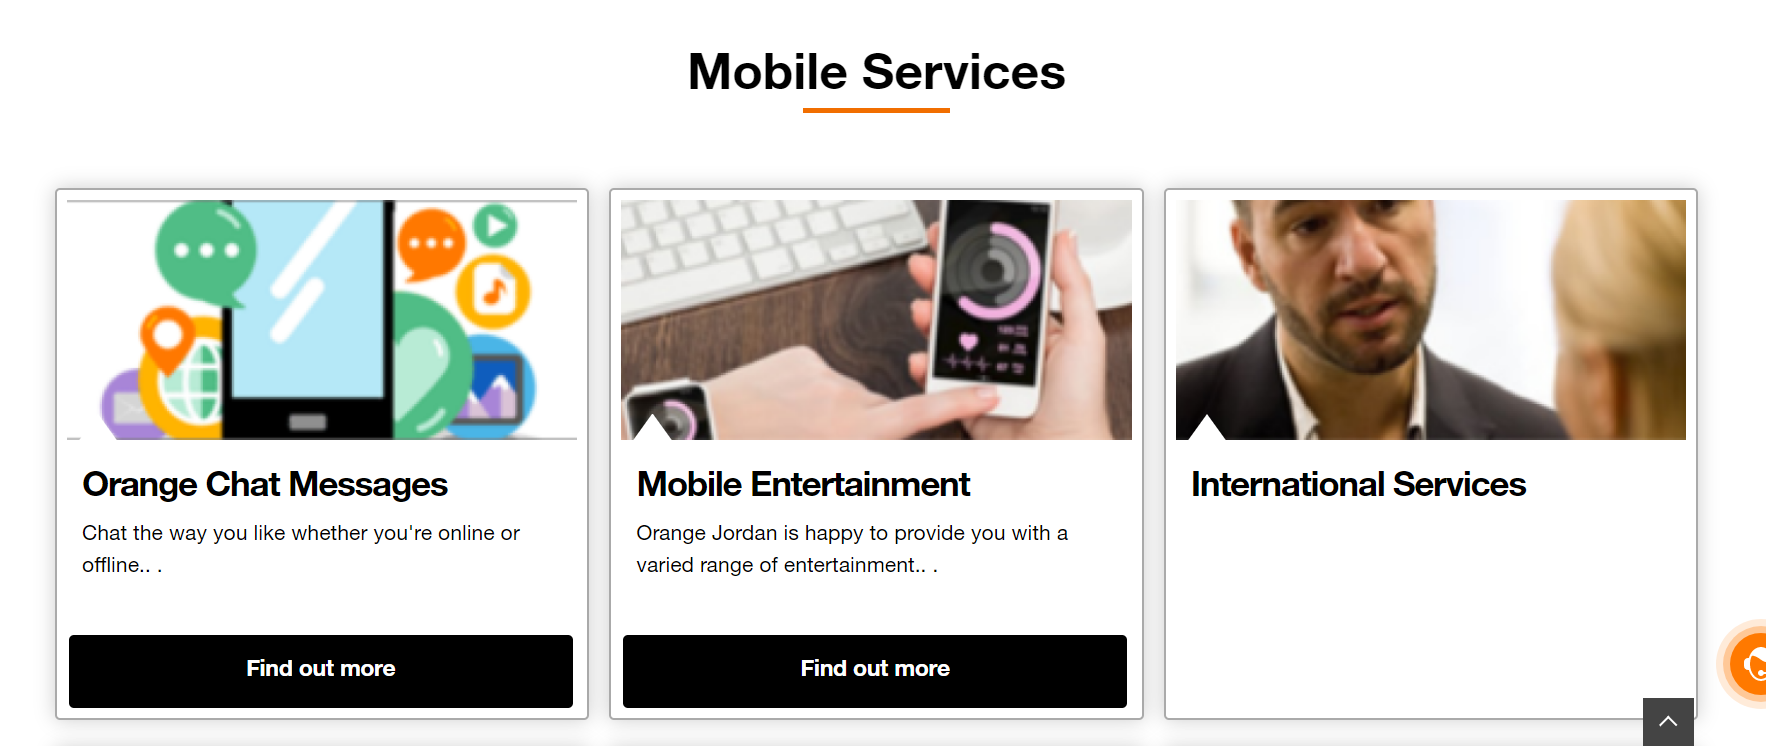 Mobile Services
Orange Chat Messages
Chat the way you like whether you're online or
offline.. .
Find out more
Mobile Entertainment
Orange Jordan is happy to provide you with a
varied range of entertainment.. .
Find out more
International Services